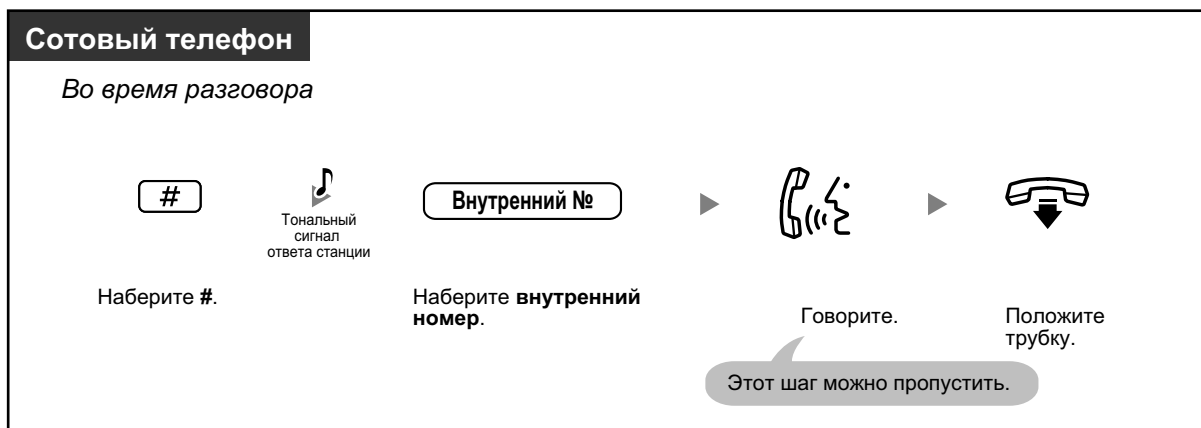 Сотовый телефон
Во время разговора
#
Тональный
сигнал
ответа станции
Внутренний №
Наберите #.
Наберите внутренний
номер.
Говорите.
Положите
трубку.
Этот шаг можно пропустить.